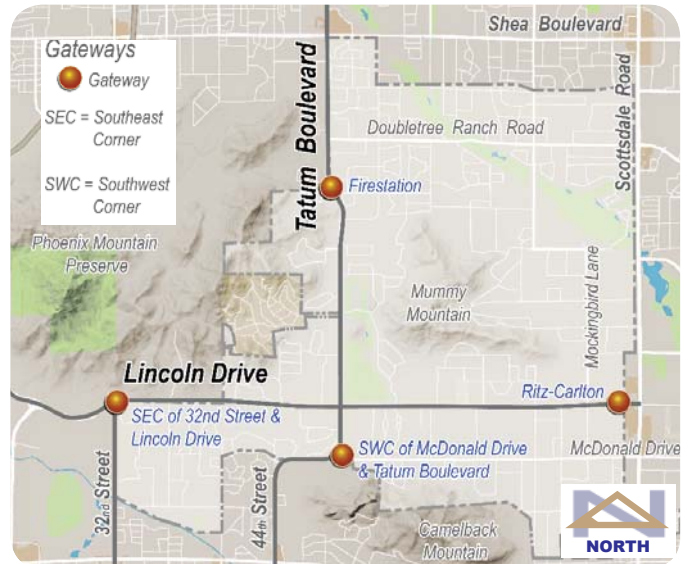 Gateways
Gateway
SEC = Southeast
Corner
SWC = Southwest
Corner
Shea Boulevard
Tatum Boulevard
Scottsdale Road
Doubletree Ranch Road
Firestation
Phoenix Mountain
Preserve
Mummy
Mountain
Mockingbird Lane
Lincoln Drive
Ritz-Carlton
SEC of 32nd Street &
Lincoln Drive
SWC of McDonald Drive
& Tatum Boulevard
McDonald Drive
32nd Street
44th Street
Camelback
Mountain
N
NORTH